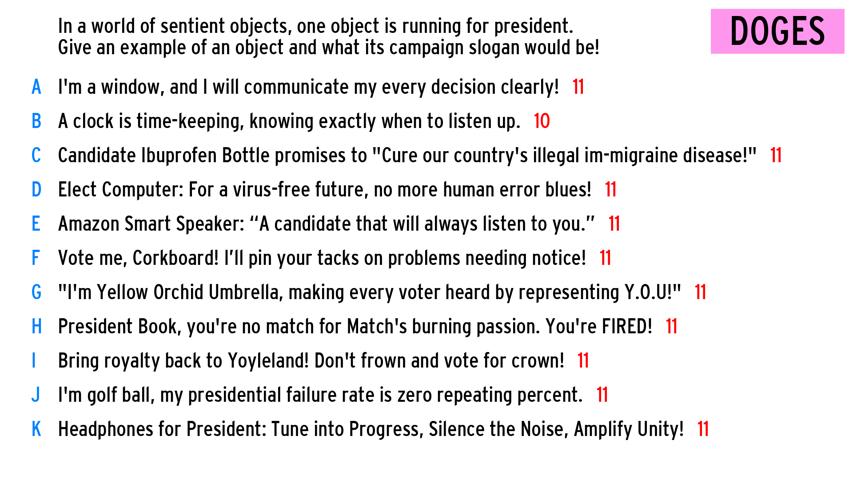 In a world of sentient objects, one object is running for president.
Give an example of an object and what its campaign slogan would be!
DOGES
A I'm a window, and I will communicate my every decision clearly! 11
B A clock is time-keeping, knowing exactly when to listen up. 10
C Candidate Ibuprofen Bottle promises to "Cure our country's illegal im-migraine disease!" 11
D Elect Computer: For a virus-free future, no more human error blues! 11
E Amazon Smart Speaker: “A candidate that will always listen to you.” 11
F Vote me, Corkboard! I’ll pin your tacks on problems needing notice! 11
G "I'm Yellow Orchid Umbrella, making every voter heard by representing Y.O.U!" 11
H President Book, you're no match for Match's burning passion. You're FIRED! 11
I Bring royalty back to Yoyleland! Don't frown and vote for crown! 11
J I'm golf ball, my presidential failure rate is zero repeating percent. 11
K Headphones for President: Tune into Progress, Silence the Noise, Amplify Unity! 11